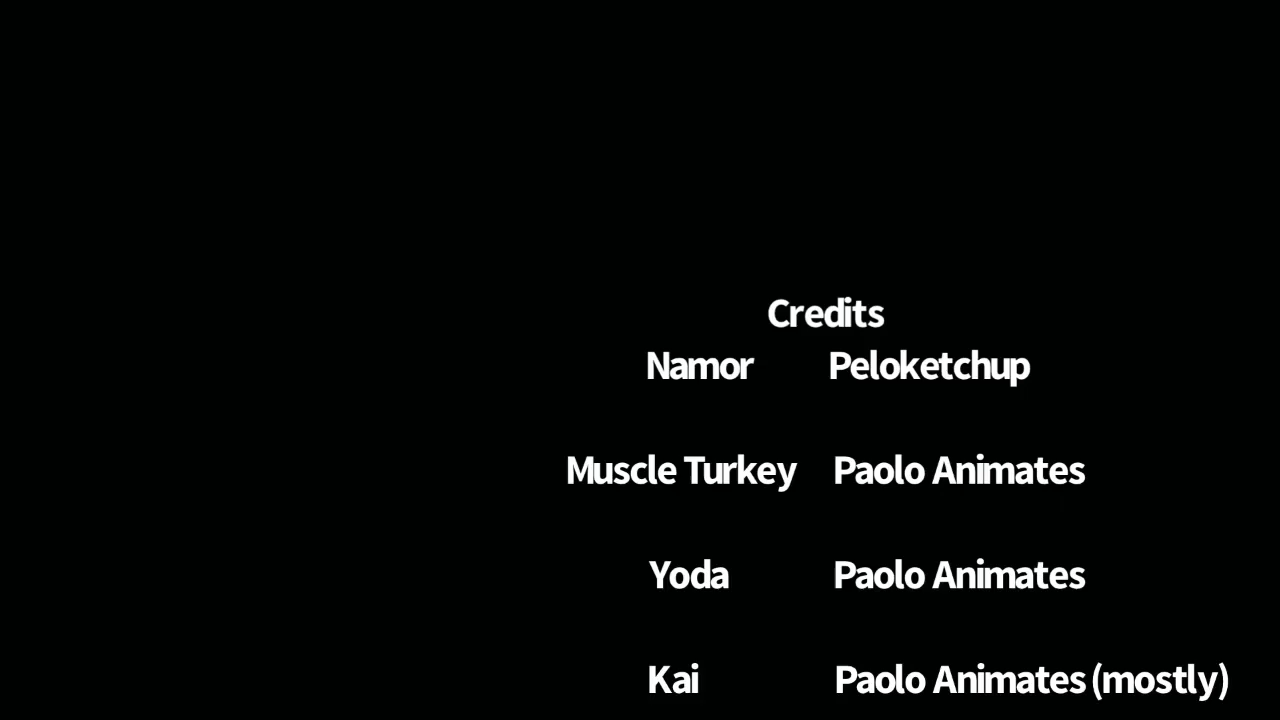 Credits
Namor Peloketchup
Muscle Turkey Paolo Animates
Yoda Paolo Animates
Kai Paolo Animates (mostly)